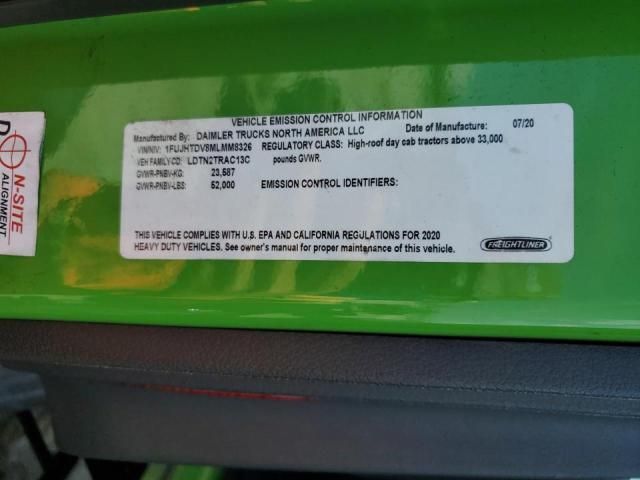 VEHICLE EMISSION CONTROL INFORMATION
Manufactured By: DAIMLER TRUCKS NORTH AMERICA LLC Date of Manufacture: 07/20
VIN/NIV: 1FUJHTDV8MLMM8326 REGULATORY CLASS: High-roof day cab tractors above 33,000
VEH FAMILY-CD: LDTN2TRAC13C pounds GVWR.
GVWR-PNBV-KG: 23,587
GVWR-PNBV-LBS: 52,000 EMISSION CONTROL IDENTIFIERS:
THIS VEHICLE COMPLIES WITH U.S. EPA AND CALIFORNIA REGULATIONS FOR 2020
HEAVY DUTY VEHICLES. See owner's manual for proper maintenance of this vehicle.
FREIGHTLINER
ON-SITE
ALIGNMENT